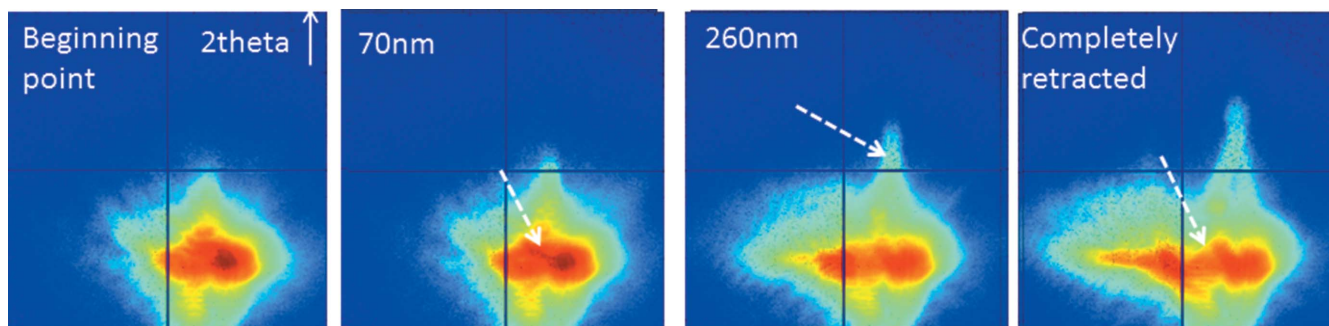 Beginning
point
2theta
70nm
260nm
Completely
retracted